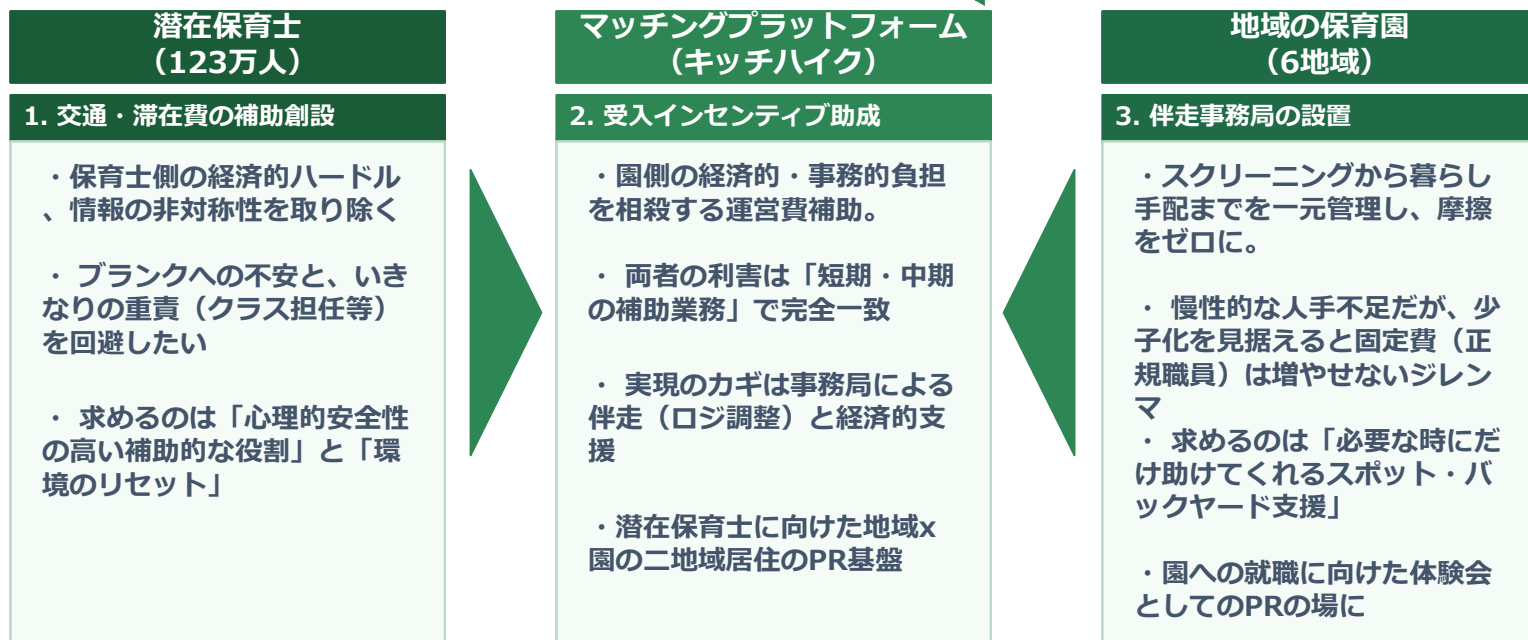 潜在保育士
（123万人）
1. 交通・滞在費の補助創設
・保育士側の経済的ハードル
、情報の非対称性を取り除く
・ ブランクへの不安と、いき
なりの重責（クラス担任等）
を回避したい
・ 求めるのは「心理的安全性
の高い補助的な役割」と「環
境のリセット」
マッチングプラットフォーム
（キッチハイク）
2. 受入インセンティブ助成
・園側の経済的・事務的負担
を相殺する運営費補助。
・ 両者の利害は「短期・中期
の補助業務」で完全一致
・ 実現のカギは事務局による
伴走（ロジ調整）と経済的支
援
・潜在保育士に向けた地域x
園の二地域居住のPR基盤
地域の保育園
（6地域）
3. 伴走事務局の設置
・スクリーニングから暮らし
手配までを一元管理し、摩擦
をゼロに。
・ 慢性的な人手不足だが、少
子化を見据えると固定費（正
規職員）は増やせないジレン
マ
・ 求めるのは「必要な時にだ
け助けてくれるスポット・バ
ックヤード支援」
・園への就職に向けた体験会
としてのPRの場に